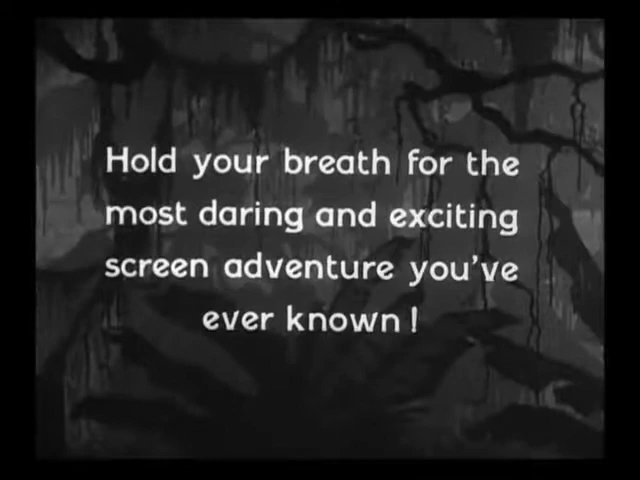 Hold your breath for the
most daring and exciting
screen adventure you've
ever known!